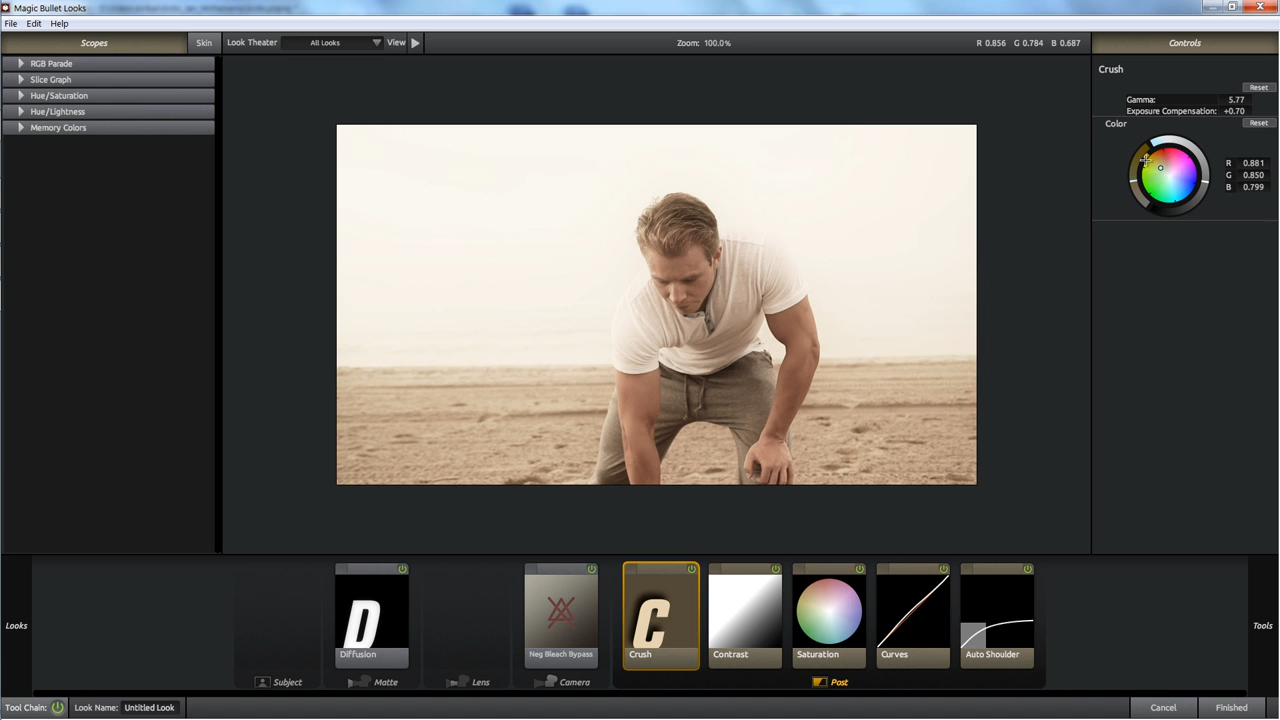 Magic Bullet Looks
File Edit Help
Scopes Skin Look Theater All Looks View Zoom: 100.0% R 0.856 G 0.784 B 0.687 Controls
RGB Parade
Slice Graph
Hue/Saturation
Hue/Lightness
Memory Colors
Crush
Reset
Gamma: 5.77
Exposure Compensation: +0.70
Color Reset
R 0.881
G 0.850
B 0.799
D
C
Diffusion Neg Bleach Bypass Crush Contrast Saturation Curves Auto Shoulder
Looks Tools
Subject Matte Lens Camera Post
Tool Chain: Look Name: Untitled Look Cancel Finished